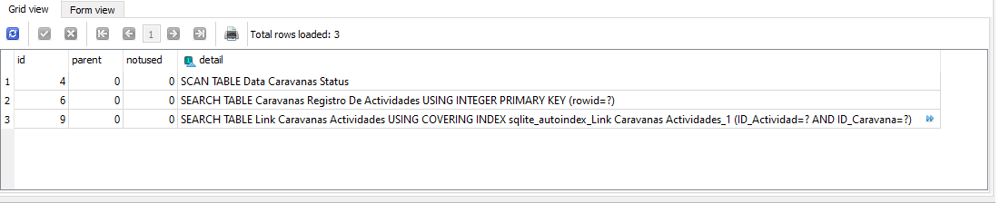 Grid view Form view
1 Total rows loaded: 3
id parent notused detail
1 4 0 0 SCAN TABLE Data Caravanas Status
2 6 0 0 SEARCH TABLE Caravanas Registro De Actividades USING INTEGER PRIMARY KEY (rowid=?)
3 9 0 0 SEARCH TABLE Link Caravanas Actividades USING COVERING INDEX sqlite_autoindex_Link Caravanas Actividades_1 (ID_Actividad=? AND ID_Caravana=?)